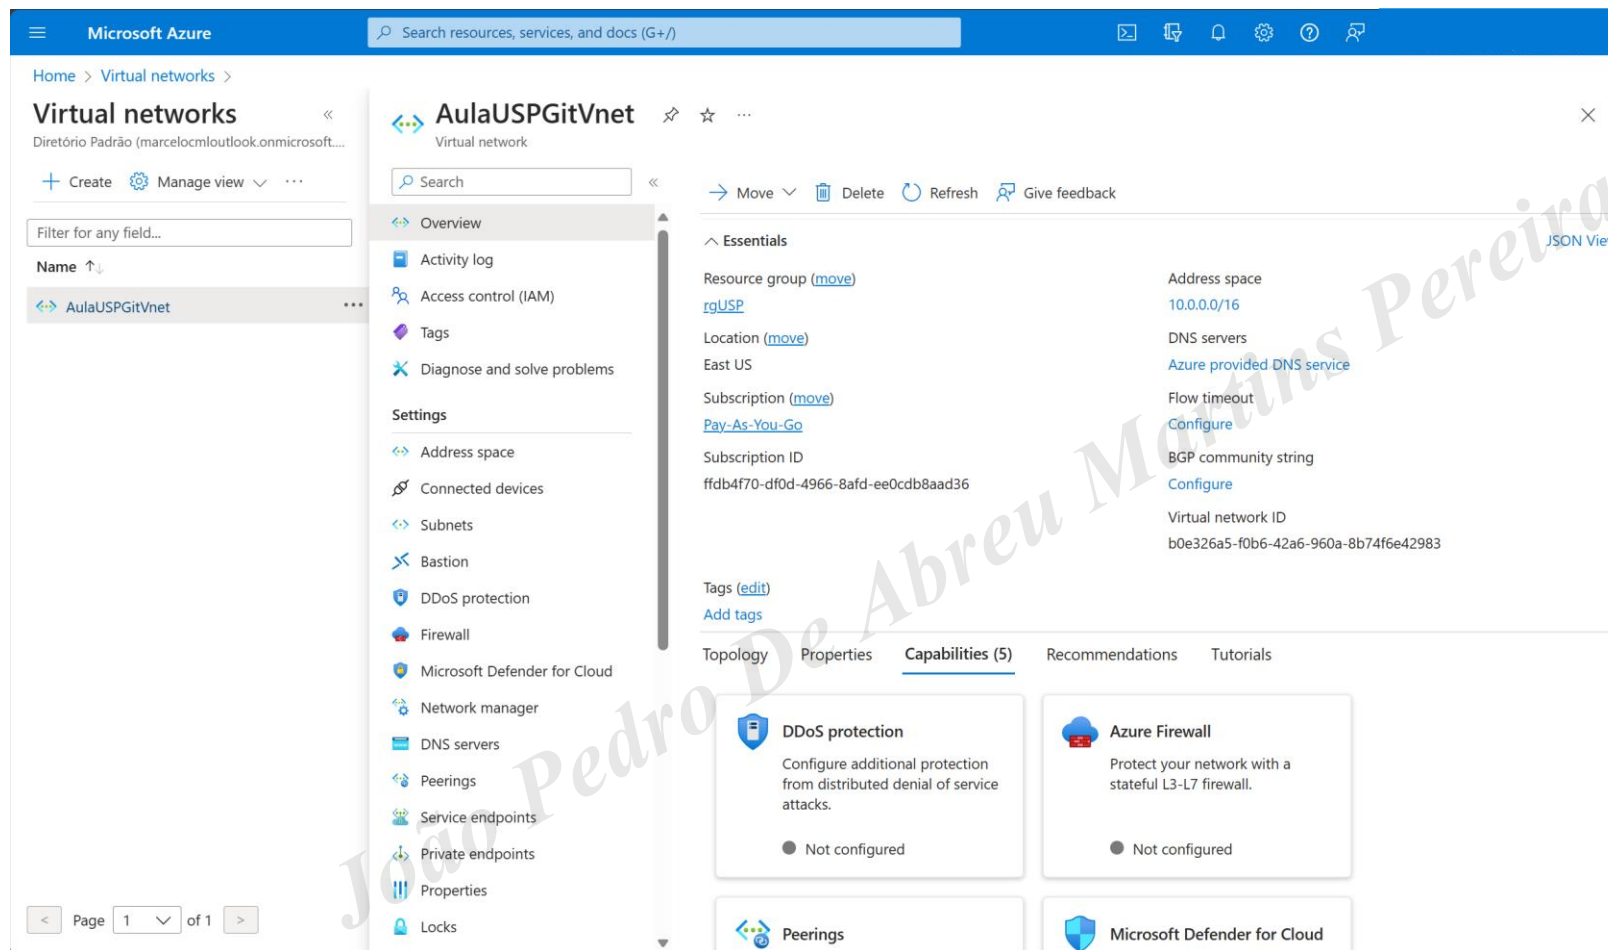 Microsoft Azure
Search resources, services, and docs (G+/)
Home > Virtual networks >
Virtual networks «
Diretório Padrão (marcelocmloutlook.onmicrosoft....
+ Create
Manage view
...
Filter for any field...
Name ↑↓
AulaUSPGitVnet ...
< Page 1 of 1 >
AulaUSPGitVnet ...
Virtual network
Search «
Overview
Activity log
Access control (IAM)
Tags
Diagnose and solve problems
Settings
Address space
Connected devices
Subnets
Bastion
DDoS protection
Firewall
Microsoft Defender for Cloud
Network manager
DNS servers
Peerings
Service endpoints
Private endpoints
Properties
Locks
Move
Delete
Refresh
Give feedback
Essentials
JSON Vie
Resource group (move)
rgUSP
Location (move)
East US
Subscription (move)
Pay-As-You-Go
Subscription ID
ffdb4f70-df0d-4966-8afd-ee0cdb8aad36
Address space
10.0.0.0/16
DNS servers
Azure provided DNS service
Flow timeout
Configure
BGP community string
Configure
Virtual network ID
b0e326a5-f0b6-42a6-960a-8b74f6e42983
Tags (edit)
Add tags
Topology Properties Capabilities (5) Recommendations Tutorials
DDoS protection
Configure additional protection
from distributed denial of service
attacks.
Not configured
Azure Firewall
Protect your network with a
stateful L3-L7 firewall.
Not configured
Peerings
Microsoft Defender for Cloud
João Pedro De Abreu Martins Pereira